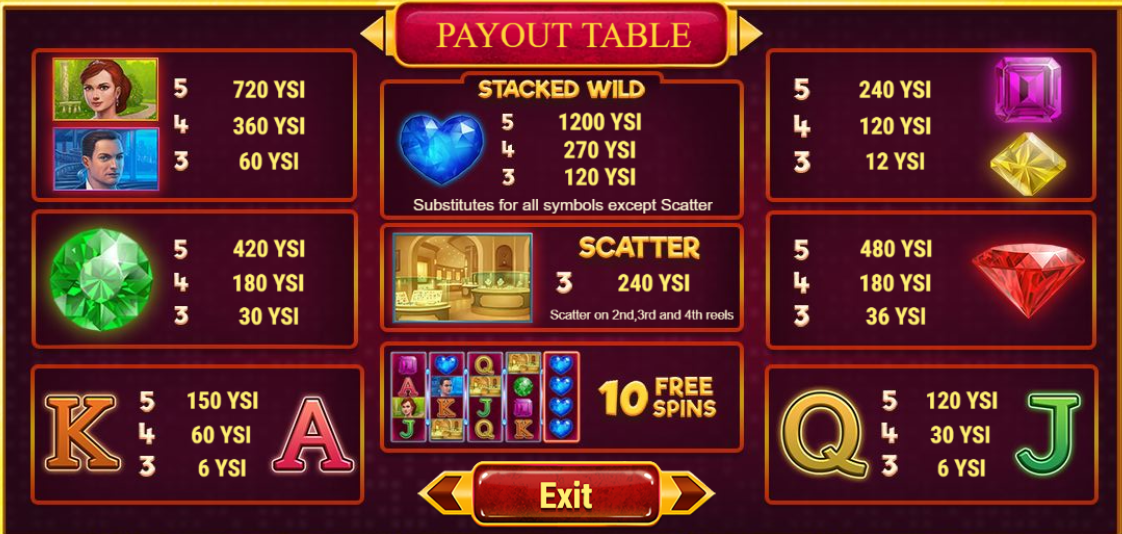 PAYOUT TABLE
5 720 YSI
4 360 YSI
3 60 YSI
STACKED WILD
5 1200 YSI
4 270 YSI
3 120 YSI
Substitutes for all symbols except Scatter
5 240 YSI
4 120 YSI
3 12 YSI
5 420 YSI
4 180 YSI
3 30 YSI
SCATTER
3 240 YSI
Scatter on 2nd,3rd and 4th reels
5 480 YSI
4 180 YSI
3 36 YSI
K
5 150 YSI
4 60 YSI
3 6 YSI
A
Q
A
Q
K
J
J
Q
K
10 FREE
SPINS
Q
5 120 YSI
4 30 YSI
3 6 YSI
J
Exit